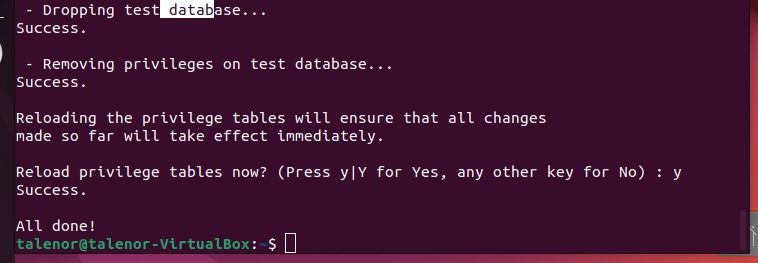 - Dropping test database...
Success.
- Removing privileges on test database...
Success.
Reloading the privilege tables will ensure that all changes
made so far will take effect immediately.
Reload privilege tables now? (Press y|Y for Yes, any other key for No) : y
Success.
All done!
talenor@talenor-VirtualBox:~$